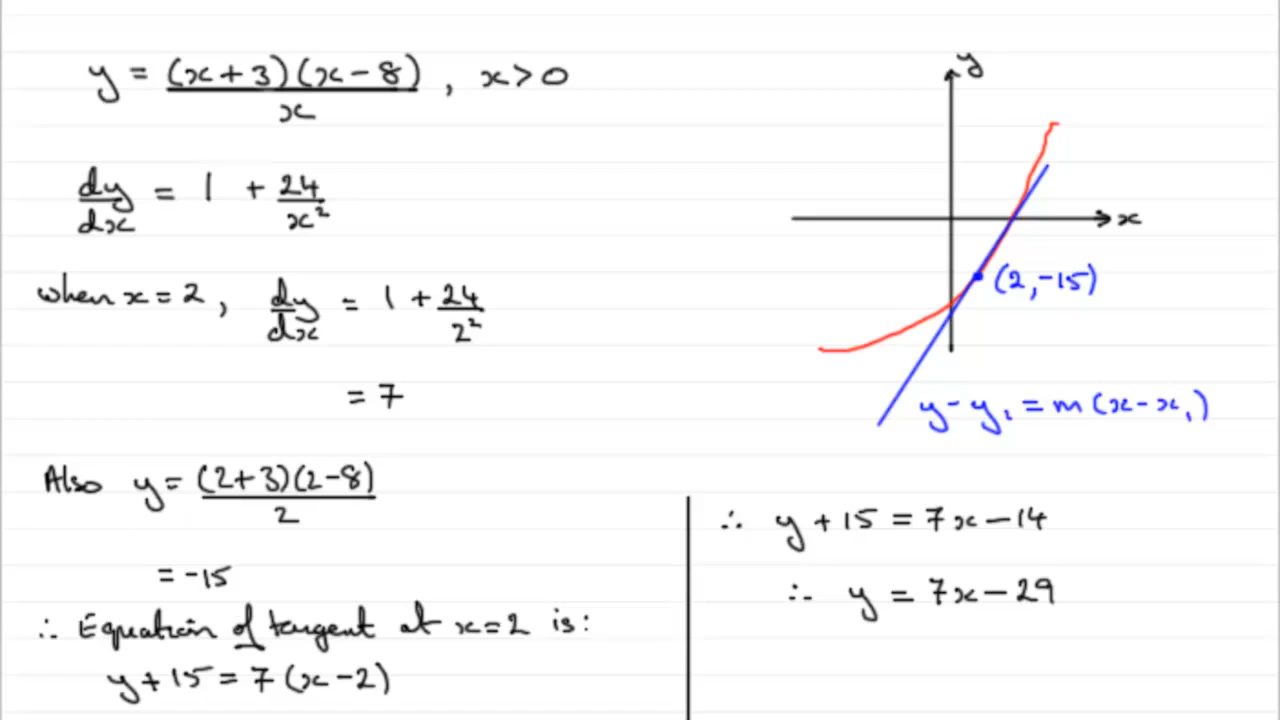 y = (x+3)(x-8)/x , x>0
dy/dx = 1 + 24/x²
when x = 2, dy/dx = 1 + 24/2²
= 7
Also y = (2+3)(2-8)/2
= -15
∴ Equation of tangent at x=2 is:
y+15 = 7(x-2)
y
x
(2,-15)
y-y₁ = m(x-x₁)
∴ y+15 = 7x-14
∴ y = 7x-29